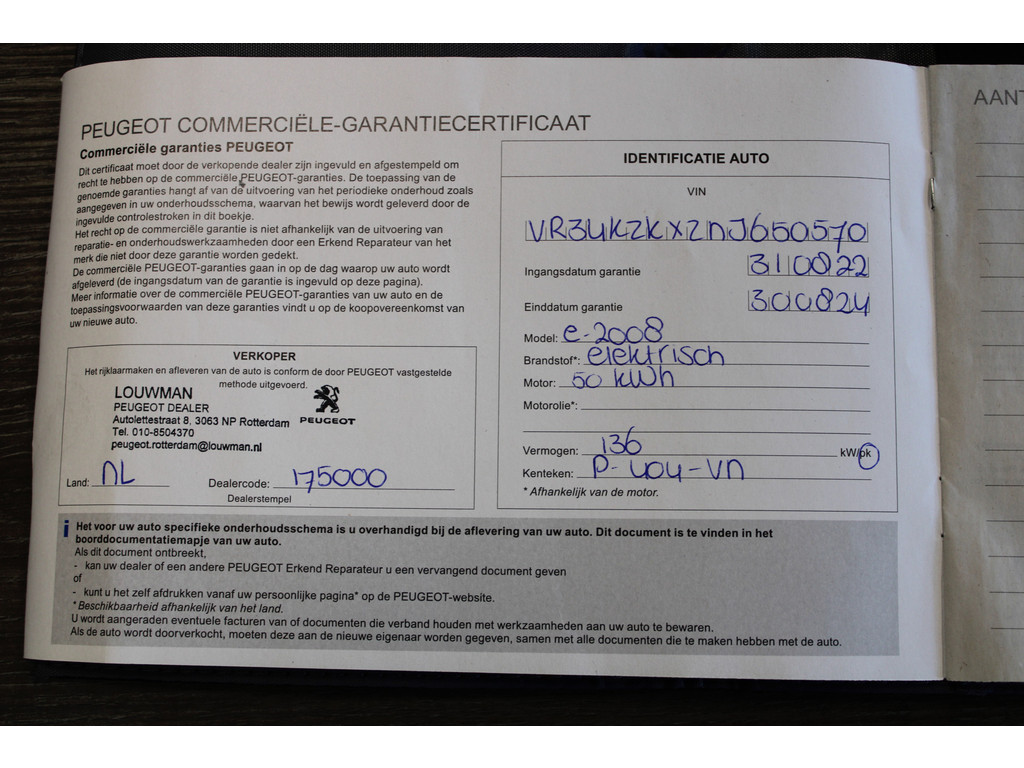 PEUGEOT COMMERCIËLE-GARANTIECERTIFICAAT
Commerciële garanties PEUGEOT
Dit certificaat moet door de verkopende dealer zijn ingevuld en afgestempeld om
recht te hebben op de commerciële PEUGEOT-garanties. De toepassing van de
genoemde garanties hangt af van de uitvoering van het periodieke onderhoud zoals
aangegeven in uw onderhoudsschema, waarvan het bewijs wordt geleverd door de
ingevulde controlestroken in dit boekje.
Het recht op de commerciële garantie is niet afhankelijk van de uitvoering van
reparatie- en onderhoudswerkzaamheden door een Erkend Reparateur van het
merk die niet door deze garantie worden gedekt.
De commerciële PEUGEOT-garanties gaan in op de dag waarop uw auto wordt
afgeleverd (de ingangsdatum van de garantie is ingevuld op deze pagina).
Meer informatie over de commerciële PEUGEOT-garanties van uw auto en de
toepassingsvoorwaarden van deze garanties vindt u op de koopovereenkomst van
uw nieuwe auto.
VERKOPER
Het rijklaarmaken en afleveren van de auto is conform de door PEUGEOT vastgestelde
methode uitgevoerd.
LOUWMAN
PEUGEOT DEALER
Autolettestraat 8, 3063 NP Rotterdam
Tel. 010-8504370
peugeot.rotterdam@louwman.nl
PEUGEOT
Land: NL Dealercode: 175000
Dealerstempel
IDENTIFICATIE AUTO
VIN
VR3UKZKXZNJ650570
Ingangsdatum garantie 310822
Einddatum garantie 300824
Model: e-2008
Brandstof*: elektrisch
Motor: 50 kWh
Motorolie*:
Vermogen: 136 kW/pk
Kenteken: P-404-VN
* Afhankelijk van de motor.
i Het voor uw auto specifieke onderhoudsschema is u overhandigd bij de aflevering van uw auto. Dit document is te vinden in het
boorddocumentatiemapje van uw auto.
Als dit document ontbreekt,
- kan uw dealer of een andere PEUGEOT Erkend Reparateur u een vervangend document geven
of
- kunt u het zelf afdrukken vanaf uw persoonlijke pagina* op de PEUGEOT-website.
* Beschikbaarheid afhankelijk van het land.
U wordt aangeraden eventuele facturen van of documenten die verband houden met werkzaamheden aan uw auto te bewaren.
Als de auto wordt doorverkocht, moeten deze aan de nieuwe eigenaar worden gegeven, samen met alle documenten die te maken hebben met de auto.
AANT